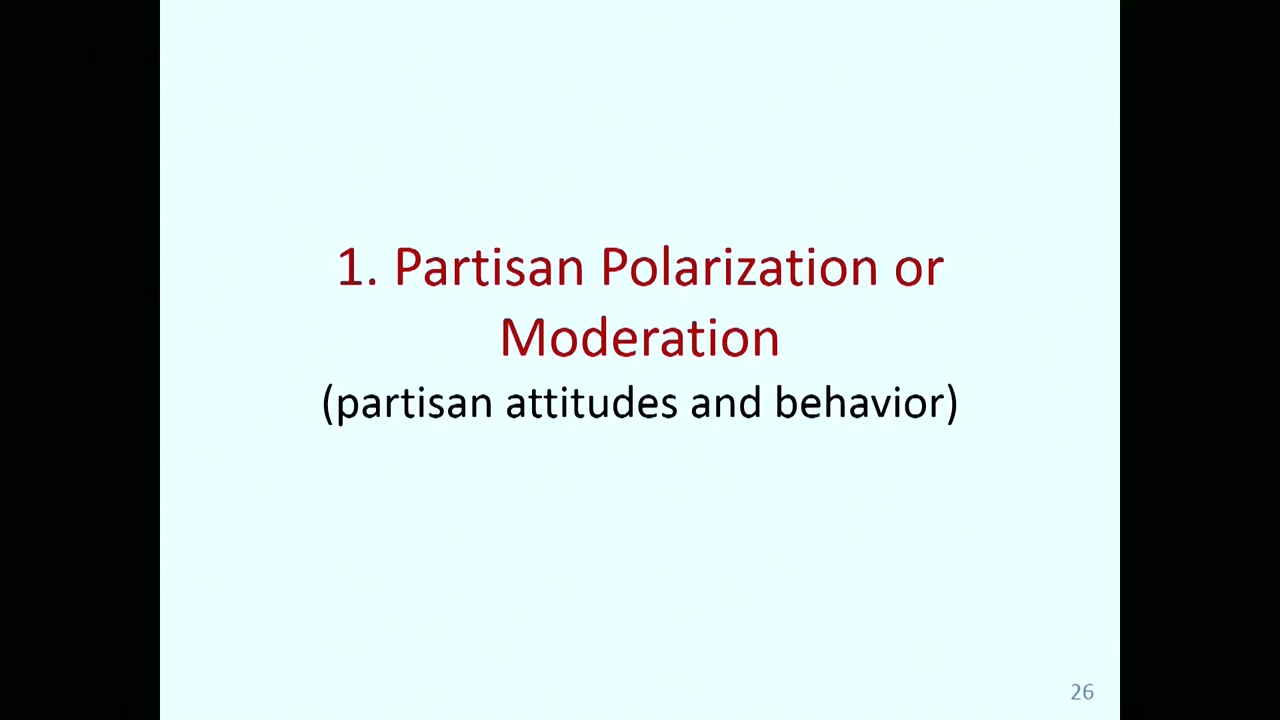 1. Partisan Polarization or
Moderation
(partisan attitudes and behavior)
26